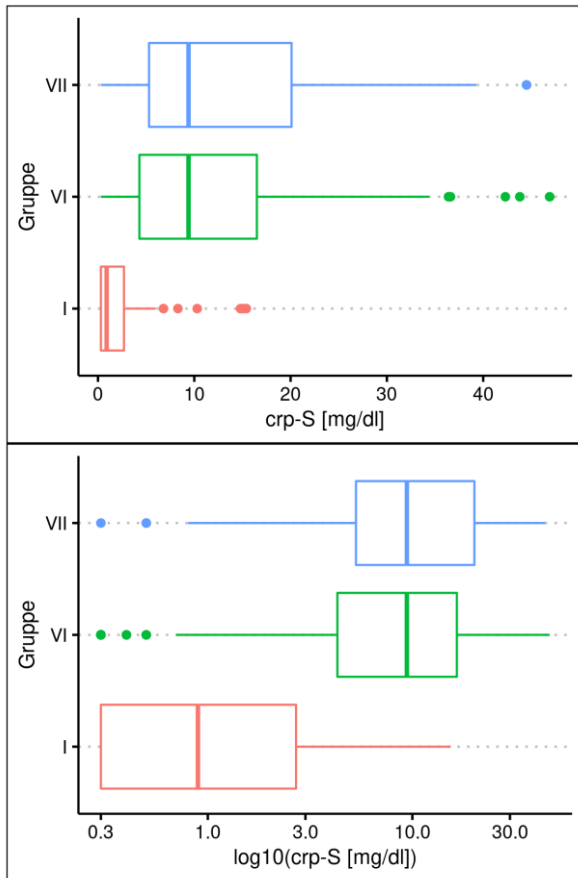 VII
VI
I
Gruppe
0 10 20 30 40
crp-S [mg/dl]
VII
VI
I
Gruppe
0.3 1.0 3.0 10.0 30.0
log10(crp-S [mg/dl])